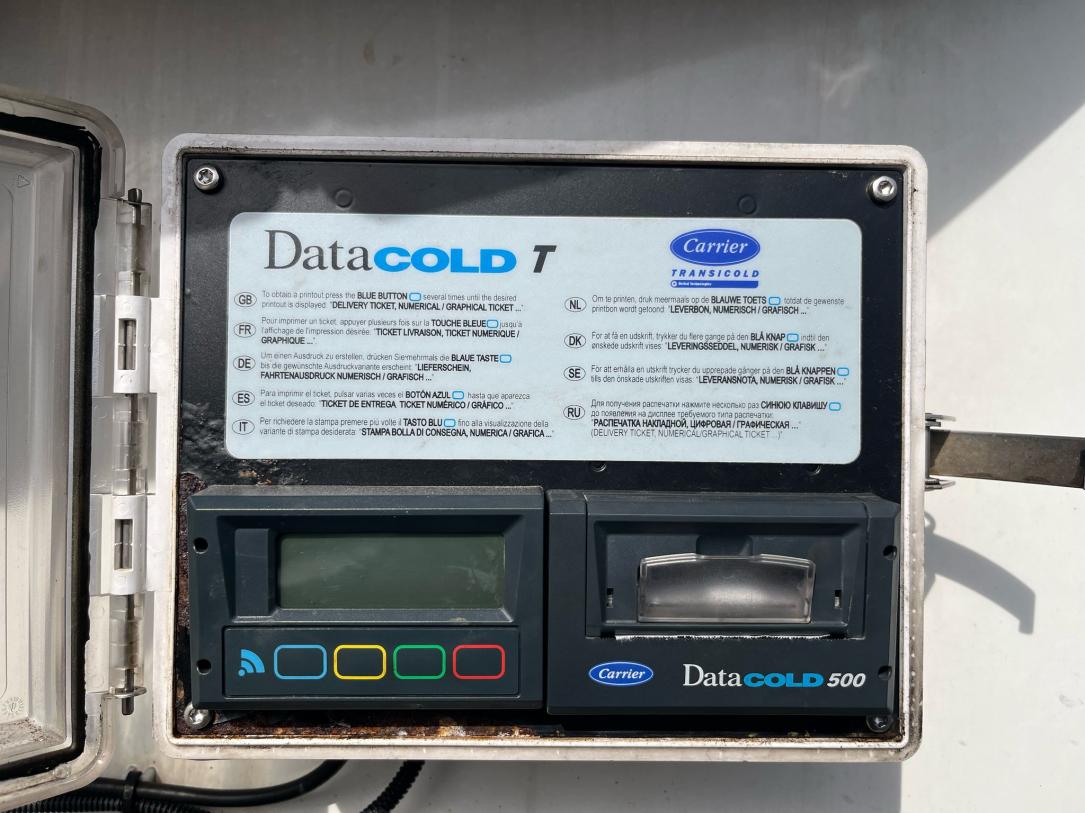 DataCOLD T
Carrier
TRANSICOLD
GB To obtain a printout press the BLUE BUTTON several times until the desired
printout is displayed: "DELIVERY TICKET, NUMERICAL / GRAPHICAL TICKET ..."
FR Pour imprimer un ticket, appuyer plusieurs fois sur la TOUCHE BLEUE jusqu'à
l'affichage de l'impression désirée: "TICKET LIVRAISON, TICKET NUMERIQUE /
GRAPHIQUE ..."
DE Um einen Ausdruck zu erstellen, drücken Sie mehrmals die BLAUE TASTE
bis die gewünschte Ausdruckvariante erscheint: "LIEFERSCHEIN,
FAHRTENAUSDRUCK NUMERISCH / GRAFISCH ..."
ES Para imprimir el ticket, pulsar varias veces el BOTÓN AZUL hasta que aparezca
el ticket deseado: "TICKET DE ENTREGA, TICKET NUMÉRICO / GRÁFICO ..."
IT Per richiedere la stampa premere più volte il TASTO BLU fino alla visualizzazione della
variante di stampa desiderata: "STAMPA BOLLA DI CONSEGNA, NUMERICA / GRAFICA ..."
NL Om te printen, druk meermaals op de BLAUWE TOETS totdat de gewenste
printbon wordt getoond: "LEVERBON, NUMERISCH / GRAFISCH ..."
DK For at få en udskrift, trykker du flere gange på den BLÅ KNAP indtil den
ønskede udskrift vises: "LEVERINGSSEDDEL, NUMERISK / GRAFISK ..."
SE För att erhålla en utskrift trycker du upprepade gånger på den BLÅ KNAPPEN
tills den önskade utskriften visas: "LEVERANSNOTA, NUMERISK / GRAFISK ..."
RU Для получения распечатки нажмите несколько раз СИНЮЮ КЛАВИШУ
до появления на дисплее требуемого типа распечатки:
"РАСПЕЧАТКА НАКЛАДНОЙ, ЦИФРОВАЯ / ГРАФИЧЕСКАЯ ..."
(DELIVERY TICKET, NUMERICAL/GRAPHICAL TICKET ...)"
Carrier
DataCOLD 500